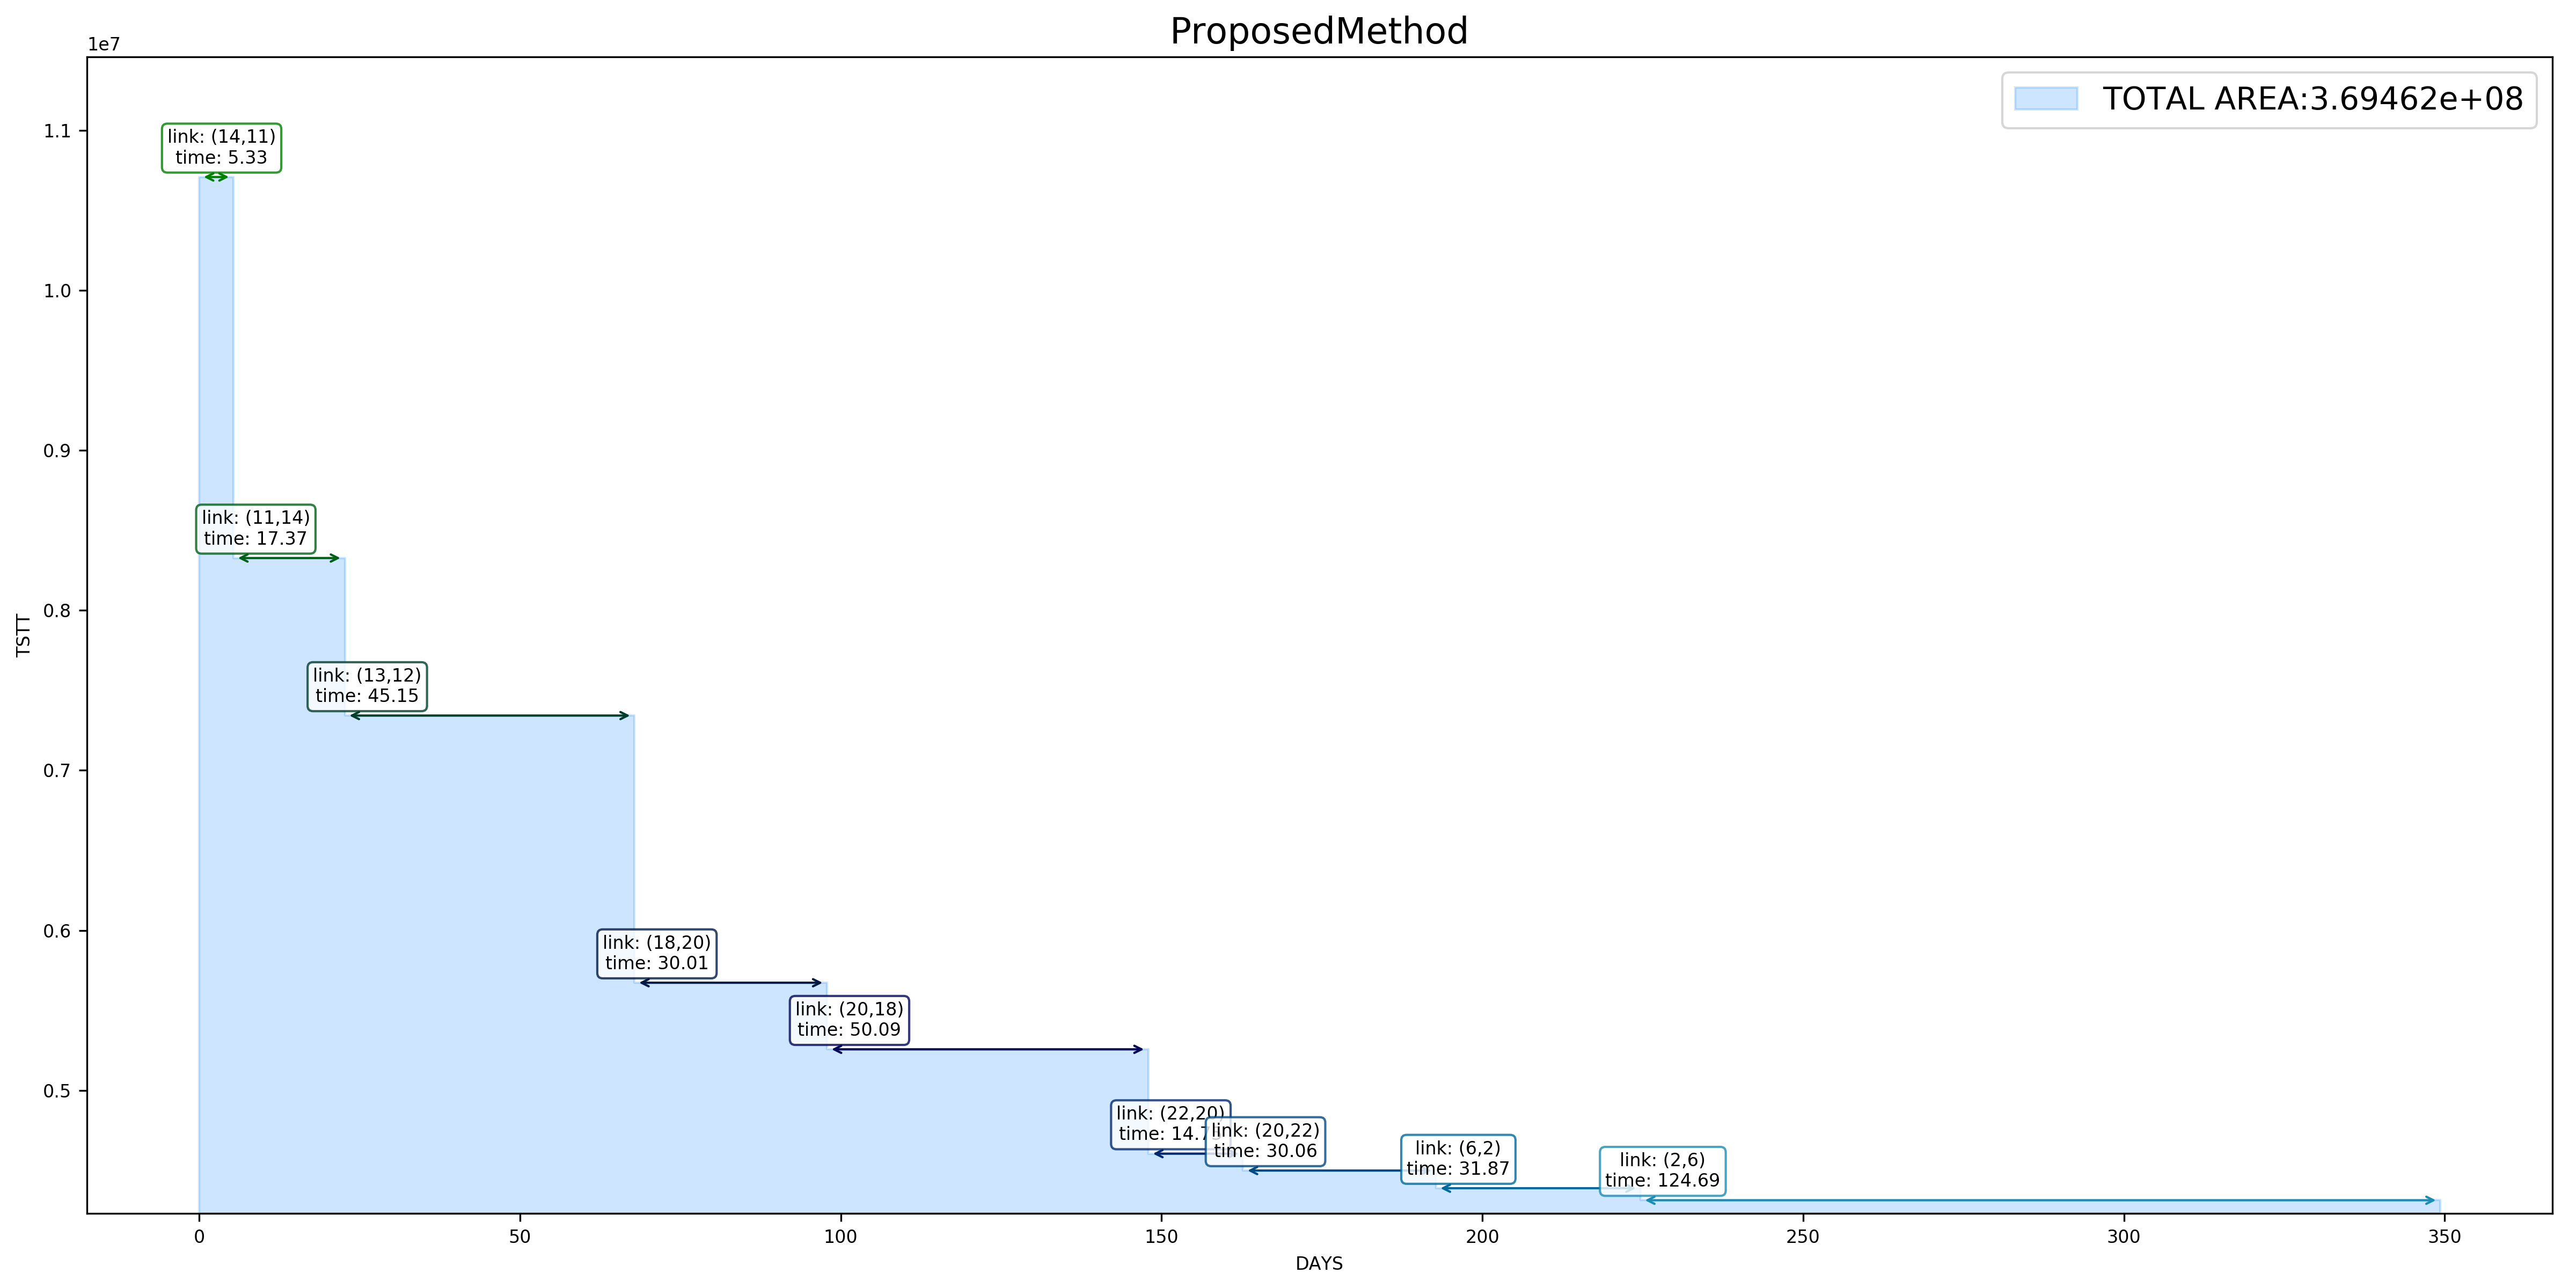 ProposedMethod
1e7
TOTAL AREA:3.69462e+08
1.1
1.0
0.9
0.8
0.7
0.6
0.5
TSTT
link: (14,11)
time: 5.33
link: (11,14)
time: 17.37
link: (13,12)
time: 45.15
link: (18,20)
time: 30.01
link: (20,18)
time: 50.09
link: (22,20)
time:
link: (20,22)
time: 30.06
link: (6,2)
time: 31.87
link: (2,6)
time: 124.69
0
50
100
150
200
250
300
350
DAYS